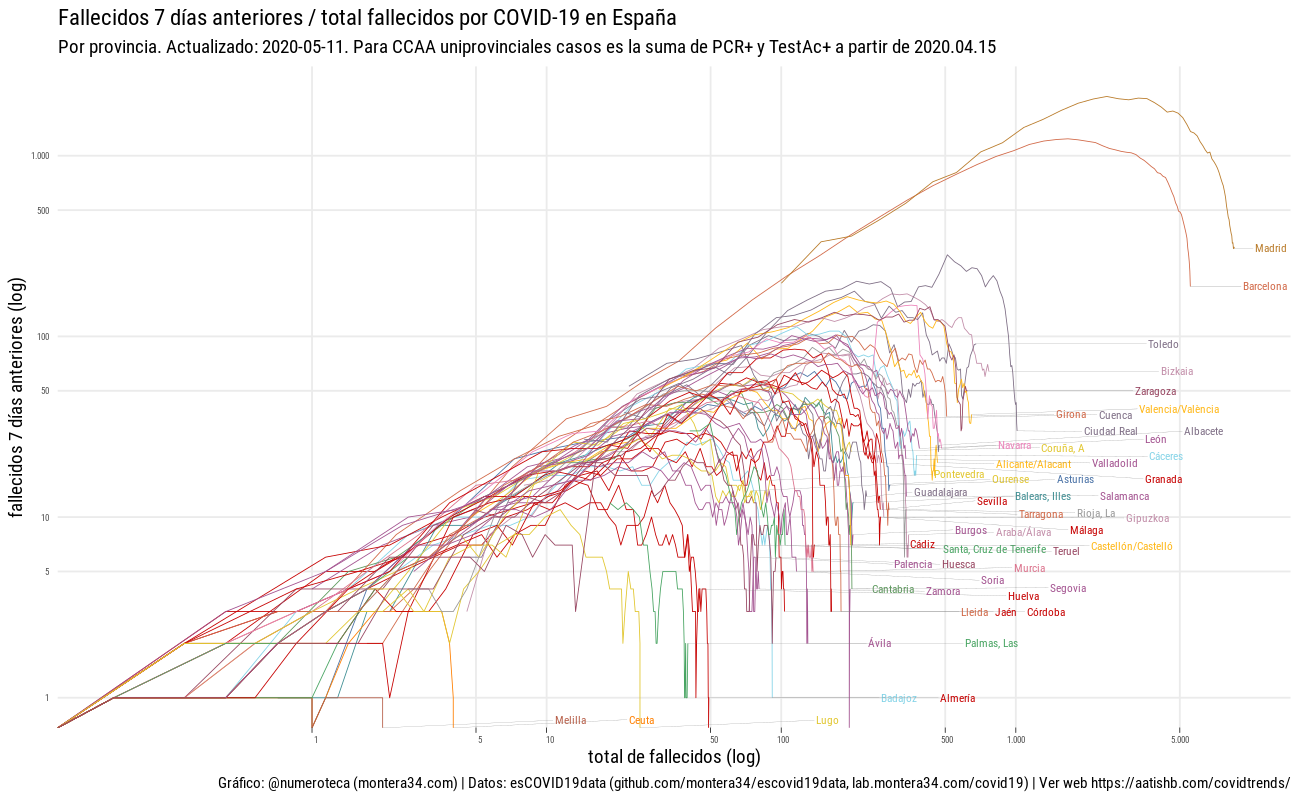 Fallecidos 7 días anteriores / total fallecidos por COVID-19 en España
Por provincia. Actualizado: 2020-05-11. Para CCAA uniprovinciales casos es la suma de PCR+ y TestAc+ a partir de 2020.04.15
fallecidos 7 días anteriores (log)
1.000
500
100
50
10
5
1
Madrid
Barcelona
Toledo
Bizkaia
Zaragoza
Girona Cuenca Valencia/València
Ciudad Real Albacete
León
Navarra Coruña, A
Cáceres
Alicante/Alacant Valladolid
Pontevedra Ourense Asturias Granada
Guadalajara Balears, Illes Salamanca
Sevilla
Tarragona Rioja, La Gipuzkoa
Burgos Araba/Álava Málaga
Cádiz Castellón/Castelló
Santa, Cruz de Tenerife Teruel
Palencia Huesca Murcia
Soria
Cantabria Zamora Segovia
Huelva
Lleida Jaén Córdoba
Ávila Palmas, Las
Badajoz Almería
Melilla Ceuta Lugo
1 5 10 50 100 500 1.000 5.000
total de fallecidos (log)
Gráfico: @numeroteca (montera34.com) | Datos: esCOVID19data (github.com/montera34/escovid19data, lab.montera34.com/covid19) | Ver web https://aatishb.com/covidtrends/